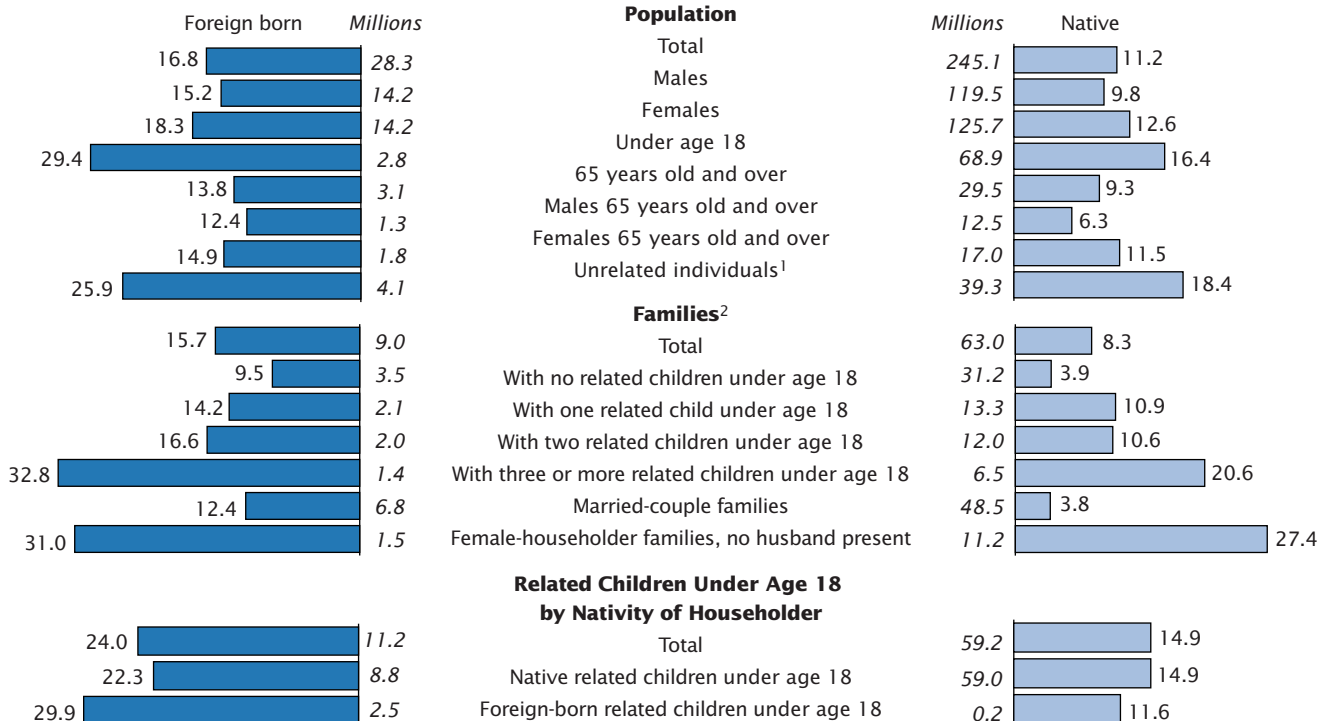 Population
Foreign born Millions Millions Native
16.8 28.3 Total 245.1 11.2
15.2 14.2 Males 119.5 9.8
18.3 14.2 Females 125.7 12.6
29.4 2.8 Under age 18 68.9 16.4
13.8 3.1 65 years old and over 29.5 9.3
12.4 1.3 Males 65 years old and over 12.5 6.3
14.9 1.8 Females 65 years old and over 17.0 11.5
25.9 4.1 Unrelated individuals1 39.3 18.4
Families2
15.7 9.0 Total 63.0 8.3
9.5 3.5 With no related children under age 18 31.2 3.9
14.2 2.1 With one related child under age 18 13.3 10.9
16.6 2.0 With two related children under age 18 12.0 10.6
32.8 1.4 With three or more related children under age 18 6.5 20.6
12.4 6.8 Married-couple families 48.5 3.8
31.0 1.5 Female-householder families, no husband present 11.2 27.4
Related Children Under Age 18
by Nativity of Householder
24.0 11.2 Total 59.2 14.9
22.3 8.8 Native related children under age 18 59.0 14.9
29.9 2.5 Foreign-born related children under age 18 0.2 11.6